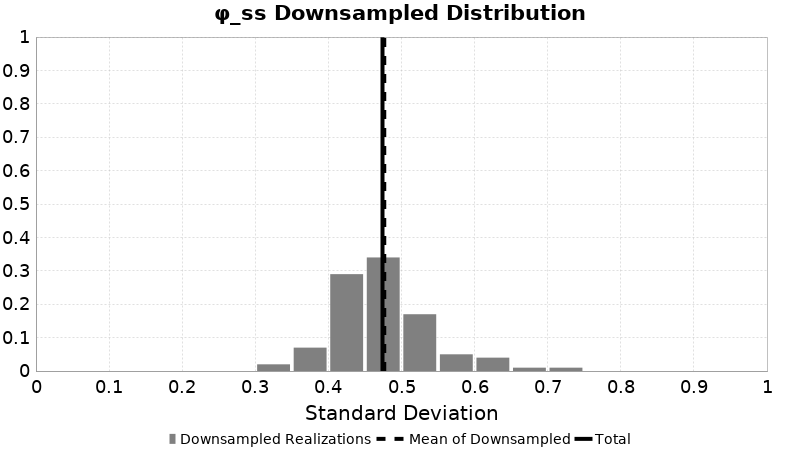 φ_ss Downsampled Distribution
1
0.9
0.8
0.7
0.6
0.5
0.4
0.3
0.2
0.1
0
0 0.1 0.2 0.3 0.4 0.5 0.6 0.7 0.8 0.9 1
Standard Deviation
Downsampled Realizations Mean of Downsampled Total